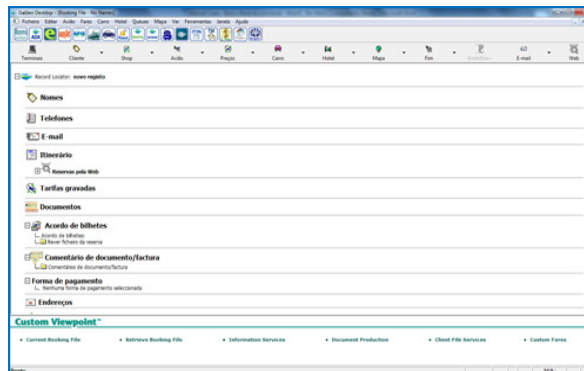 Galileo Desktop - [Booking File - No Names]
Ficheiro Editar Avião Fares Carro Hotel Queues Mapa Ver Ferramentas Janela Ajuda
Terminais Cliente Shop Avião Preços Carro Hotel Mapa Fim E-mail Web
Record Locator: novo registo
Nomes
Telefones
E-mail
Itinerário
Reservas pela Web
Tarifas gravadas
Documentos
Acordo de bilhetes
Acordo de bilhetes:
Rever ficheiro da reserva
Comentário de documento/factura
Comentários de documento/factura
Forma de pagamento
Nenhuma forma de pagamento seleccionada
Endereços
Custom Viewpoint™
Current Booking File Retrieve Booking File Information Services Document Production Client File Services Custom Fares